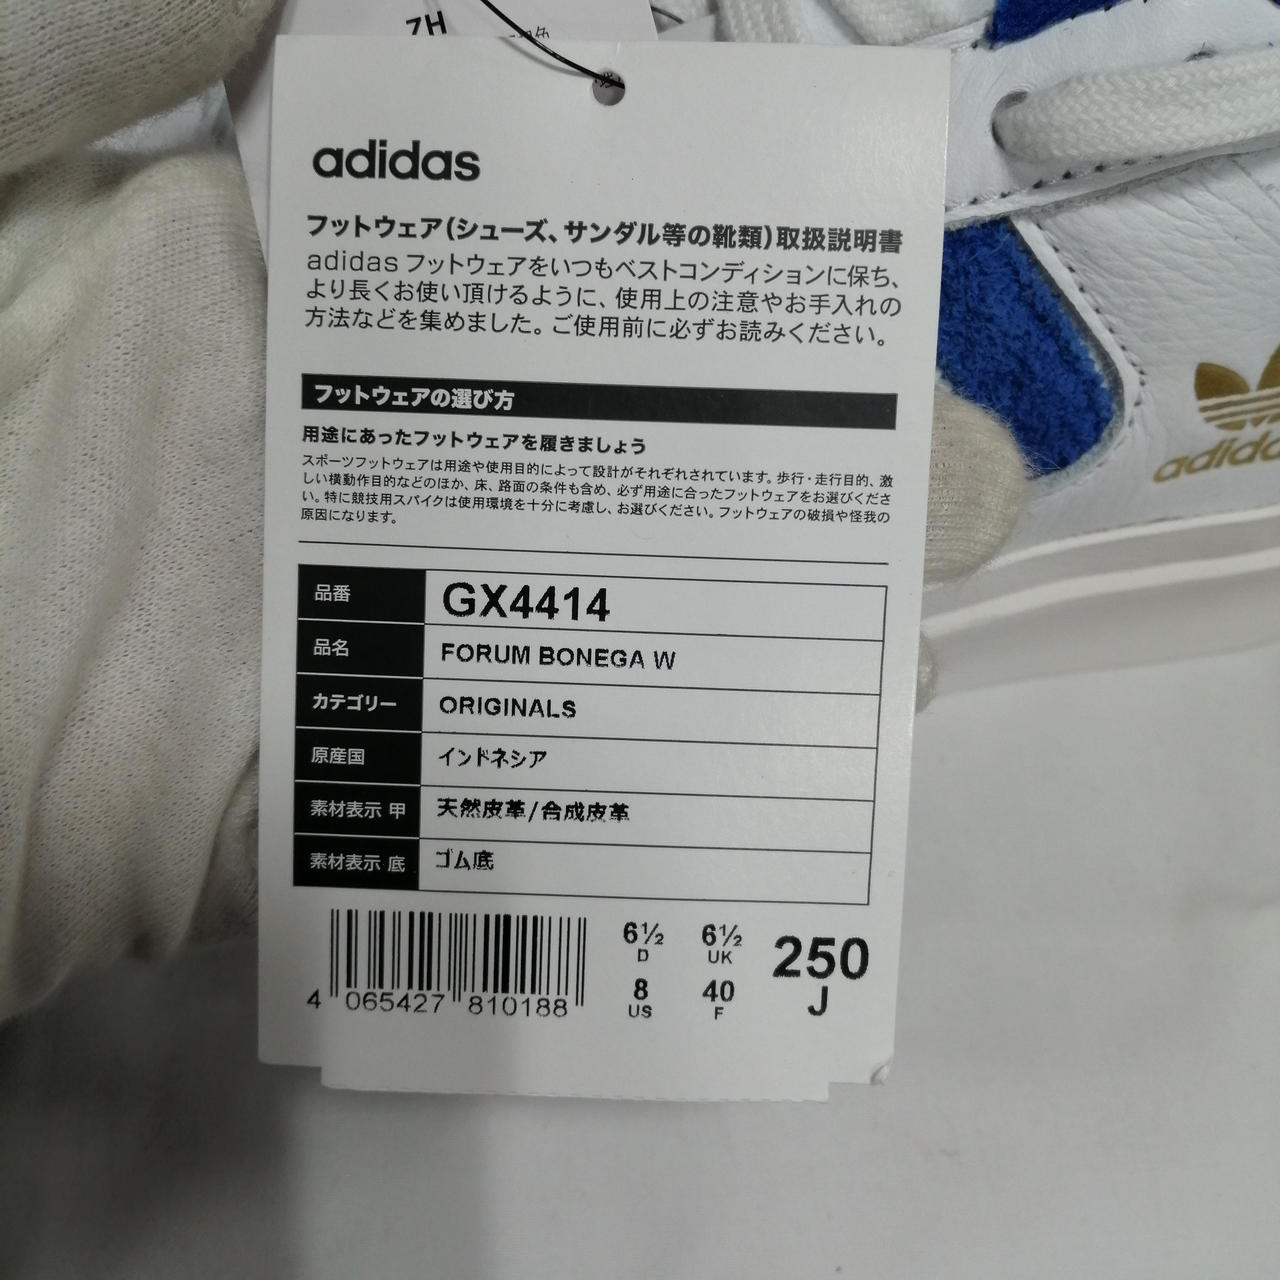 7H
adidas
フットウェア(シューズ、サンダル等の靴類)取扱説明書
adidas フットウェアをいつもベストコンディションに保ち、
より長くお使い頂けるように、使用上の注意やお手入れの
方法などを集めました。ご使用前に必ずお読みください。
フットウェアの選び方
用途にあったフットウェアを履きましょう
スポーツフットウェアは用途や使用目的によって設計がそれぞれされています。歩行・走行目的、激
しい横動作目的などのほか、床、路面の条件も含め、必ず用途に合ったフットウェアをお選びくださ
い。特に競技用スパイクは使用環境を十分に考慮し、お選びください。フットウェアの破損や怪我の
原因になります。
品番 GX4414
品名 FORUM BONEGA W
カテゴリー ORIGINALS
原産国 インドネシア
素材表示 甲 天然皮革/合成皮革
素材表示 底 ゴム底
6½ 6½ 250
D UK J
8 40
US F
4 065427 810188
adidas